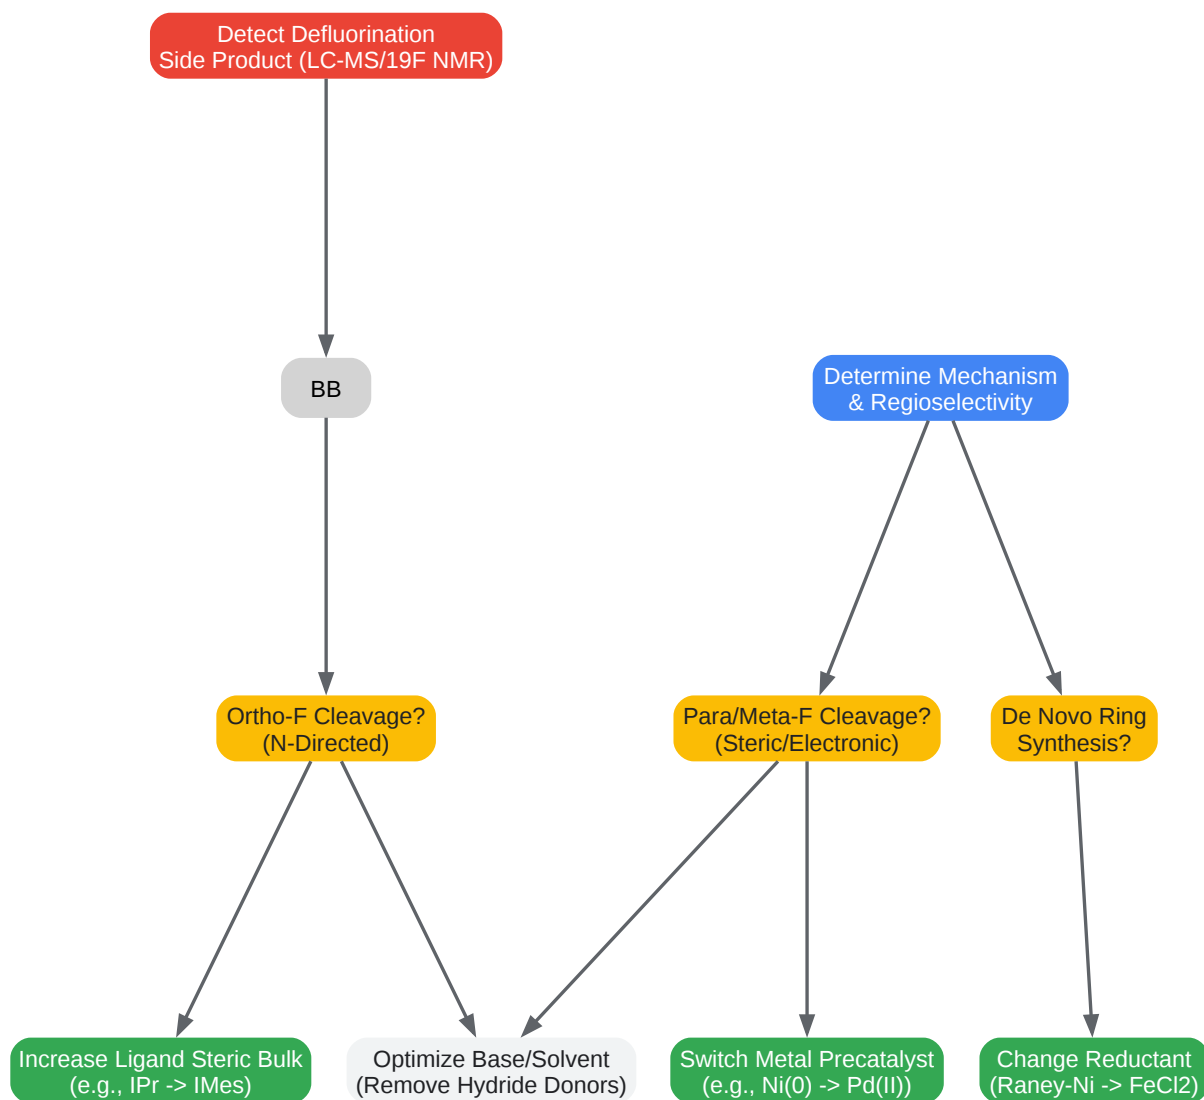 Detect Defluorination
Side Product (LC-MS/19F NMR)
BB
Determine Mechanism
& Regioselectivity
Ortho-F Cleavage?
(N-Directed)
Para/Meta-F Cleavage?
(Steric/Electronic)
De Novo Ring
Synthesis?
Increase Ligand Steric Bulk
(e.g., IPr -> IMes)
Optimize Base/Solvent
(Remove Hydride Donors)
Switch Metal Precatalyst
(e.g., Ni(0) -> Pd(II))
Change Reductant
(Raney-Ni -> FeCl2)